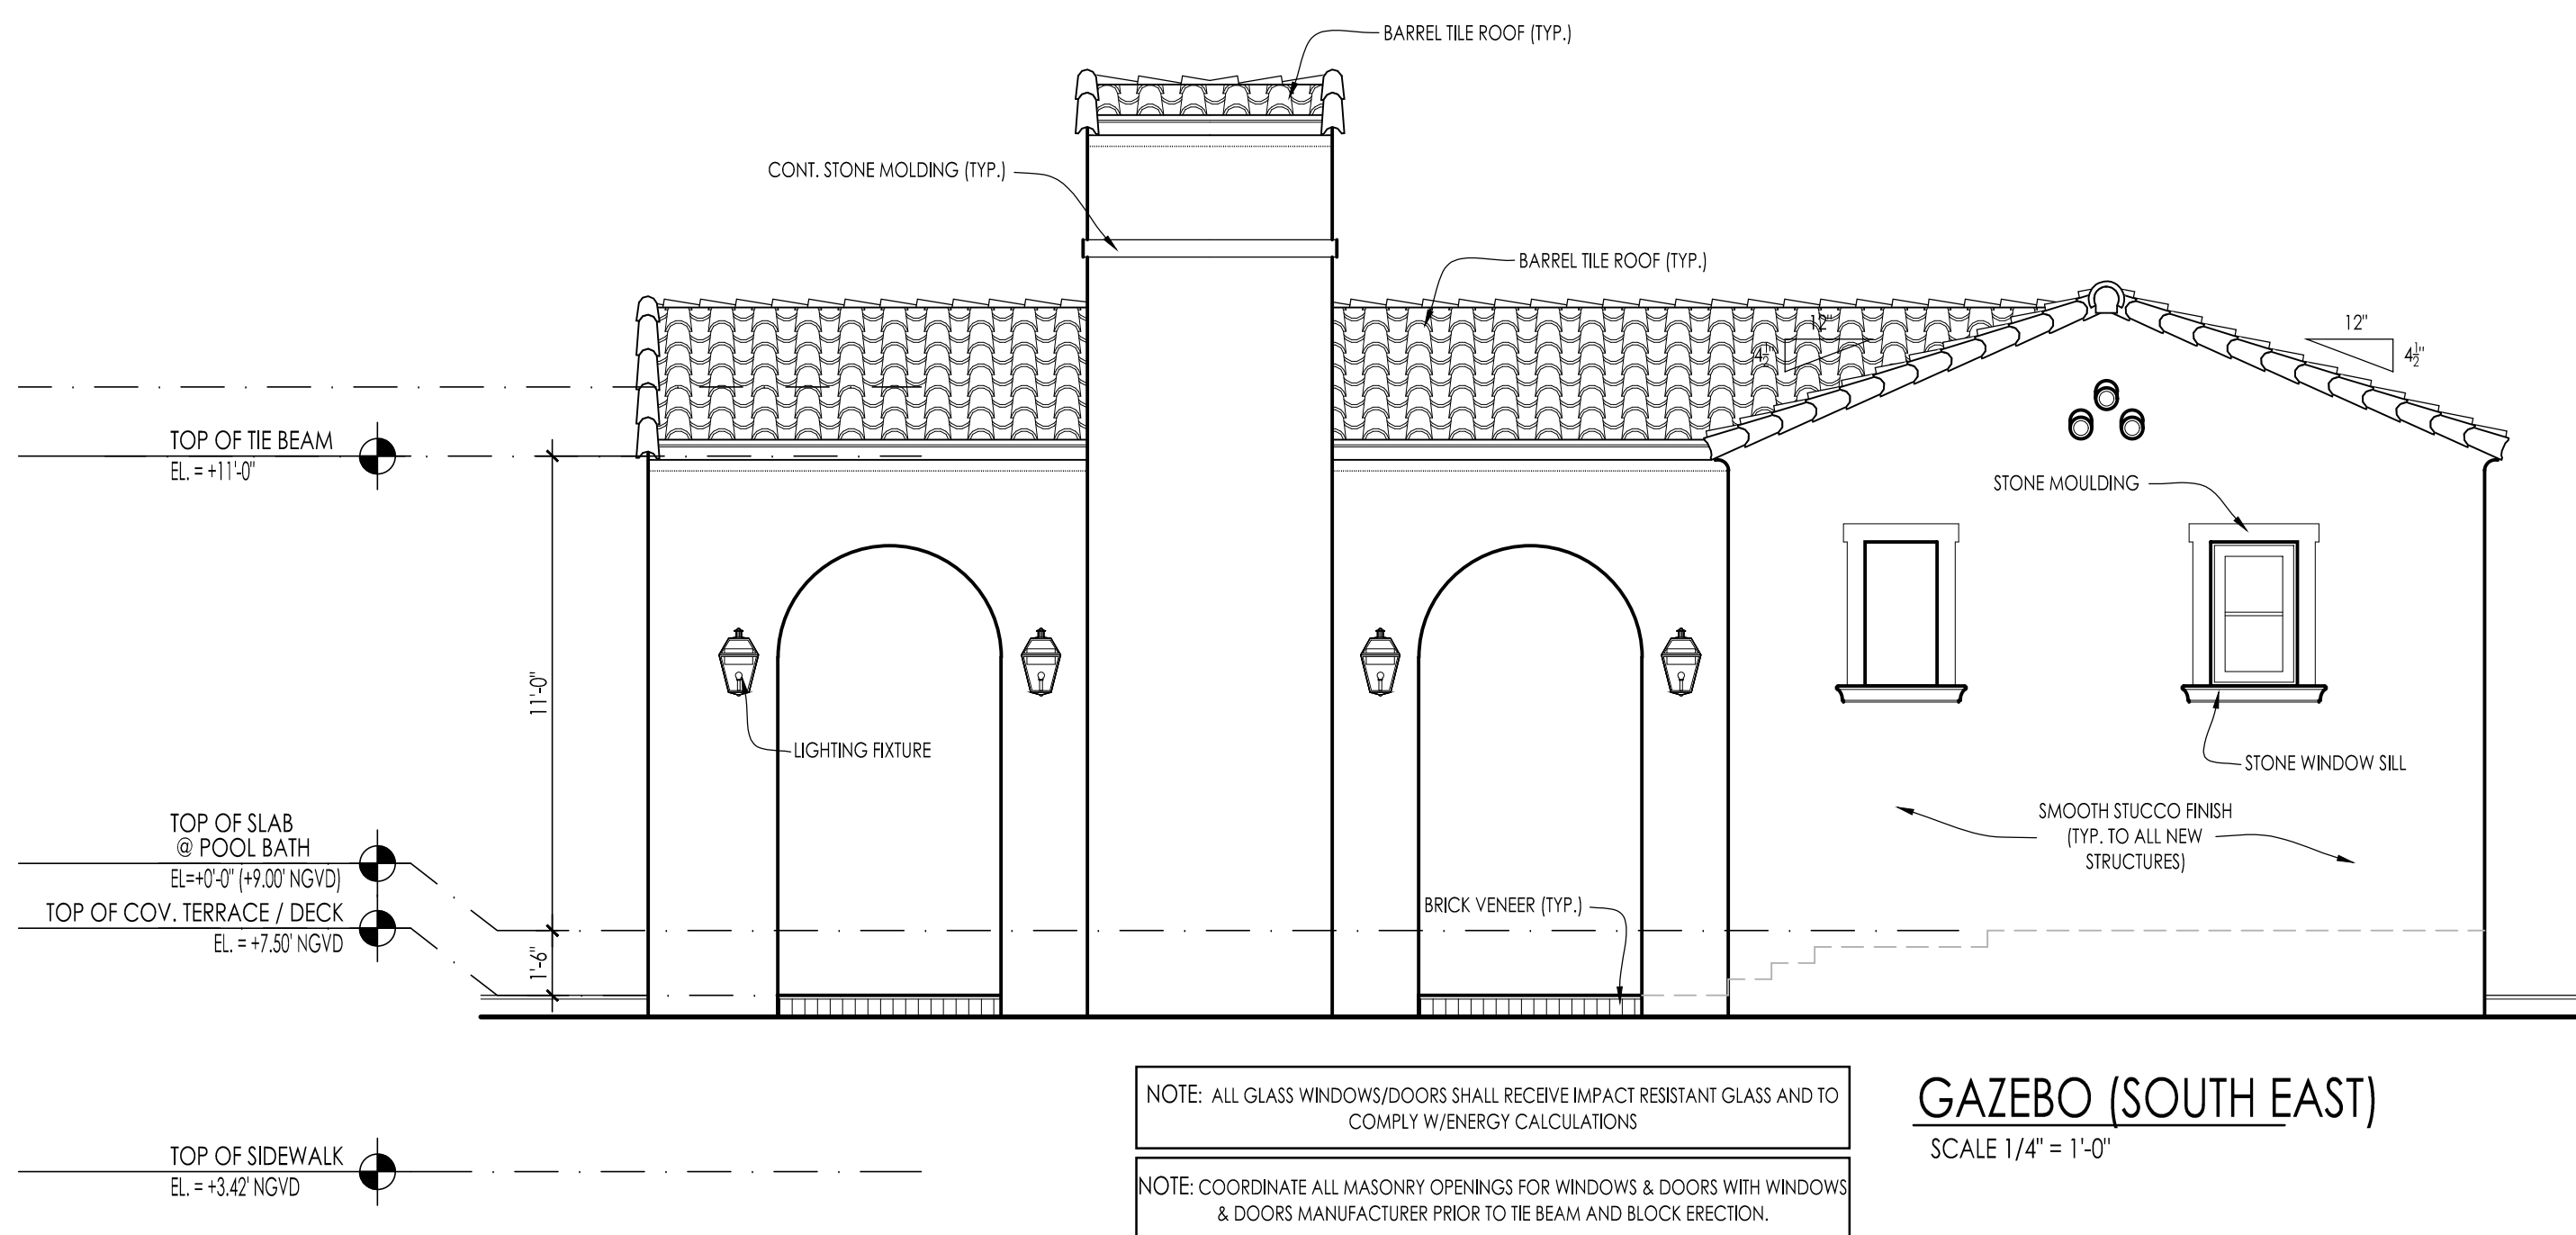 BARREL TILE ROOF (TYP.)
CONT. STONE MOLDING (TYP.)
BARREL TILE ROOF (TYP.)
12"
4½"
12"
4½"
TOP OF TIE BEAM
EL. = +11'-0"
STONE MOULDING
11'-0"
LIGHTING FIXTURE
STONE WINDOW SILL
SMOOTH STUCCO FINISH
(TYP. TO ALL NEW
STRUCTURES)
TOP OF SLAB
@ POOL BATH
EL=+0'-0" (+9.00' NGVD)
TOP OF COV. TERRACE / DECK
EL. = +7.50' NGVD
BRICK VENEER (TYP.)
1'-6"
NOTE: ALL GLASS WINDOWS/DOORS SHALL RECEIVE IMPACT RESISTANT GLASS AND TO
COMPLY W/ENERGY CALCULATIONS
GAZEBO (SOUTH EAST)
SCALE 1/4" = 1'-0"
TOP OF SIDEWALK
EL. = +3.42' NGVD
NOTE: COORDINATE ALL MASONRY OPENINGS FOR WINDOWS & DOORS WITH WINDOWS
& DOORS MANUFACTURER PRIOR TO TIE BEAM AND BLOCK ERECTION.